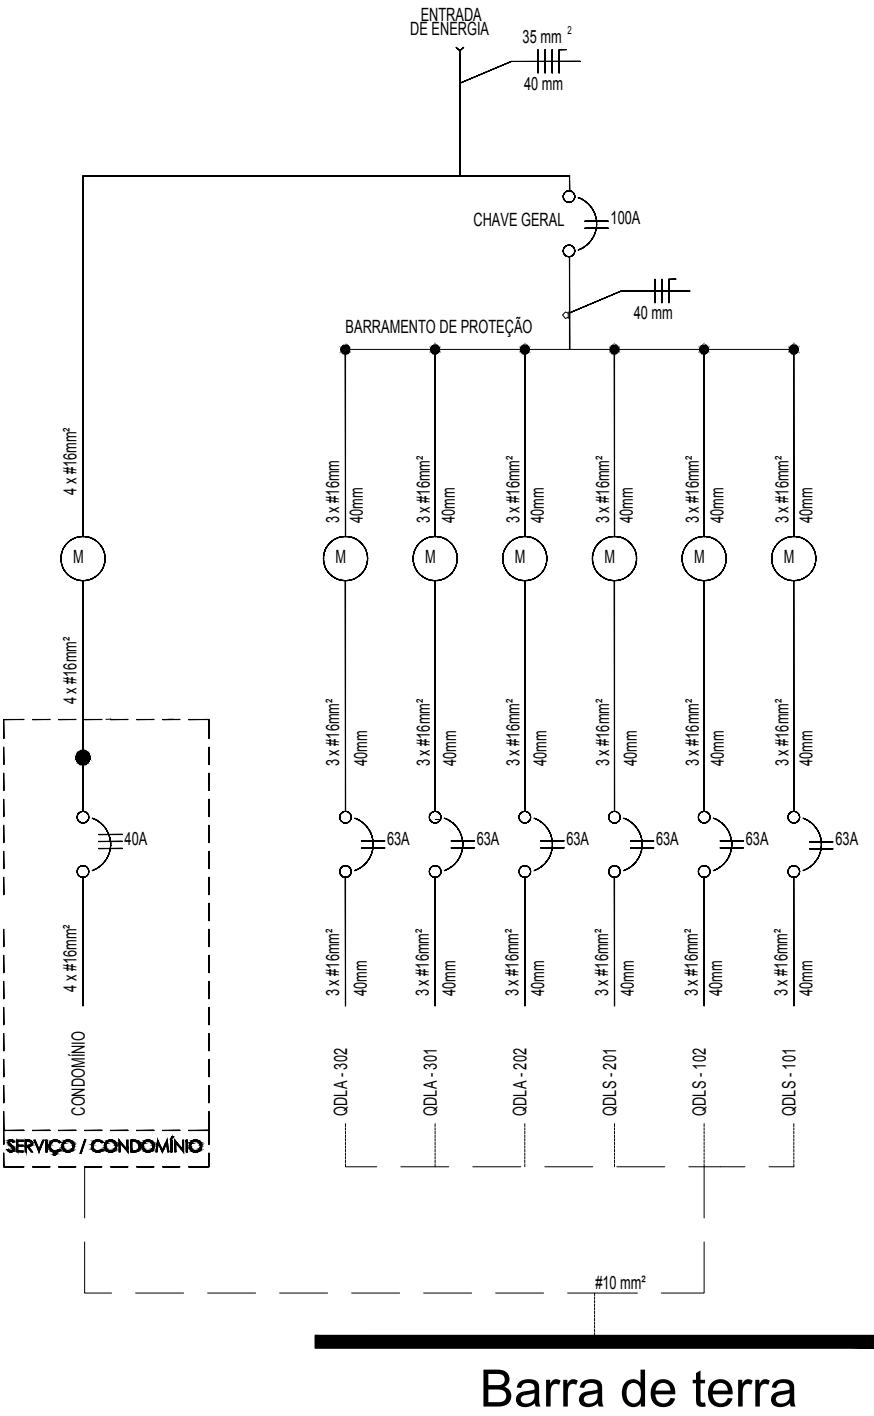 ENTRADA
DE ENERGIA
35 mm ²
40 mm
CHAVE GERAL
100A
40 mm
BARRAMENTO DE PROTEÇÃO
4 x #16mm²
3 x #16mm
40mm
3 x #16mm²
40mm
3 x #16mm²
40mm
3 x #16mm²
40mm
3 x #16mm²
40mm
3 x #16mm²
40mm
M
M
M
M
M
M
M
4 x #16mm²
3 x #16mm²
40mm
3 x #16mm²
40mm
3 x #16mm²
40mm
3 x #16mm²
40mm
3 x #16mm²
40mm
3 x #16mm²
40mm
40A
63A
63A
63A
63A
63A
63A
4 x #16mm²
3 x #16mm²
40mm
3 x #16mm²
40mm
3 x #16mm²
40mm
3 x #16mm²
40mm
3 x #16mm²
40mm
3 x #16mm²
40mm
CONDOMÍNIO
QDLA - 302
QDLA - 301
QDLA - 202
QDLS - 201
QDLS - 102
QDLS - 101
SERVIÇO / CONDOMÍNIO
#10 mm²
Barra de terra